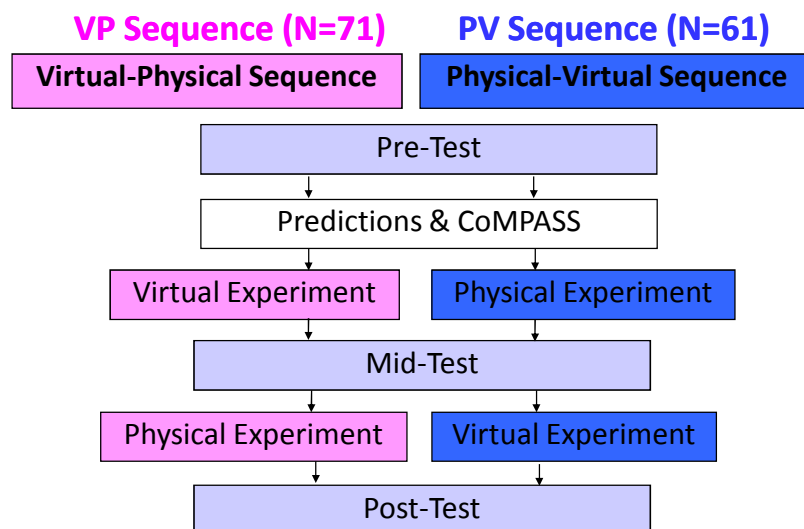 VP Sequence (N=71)
PV Sequence (N=61)
Virtual-Physical Sequence
Physical-Virtual Sequence
Pre-Test
Predictions & CoMPASS
Virtual Experiment
Physical Experiment
Mid-Test
Physical Experiment
Virtual Experiment
Post-Test